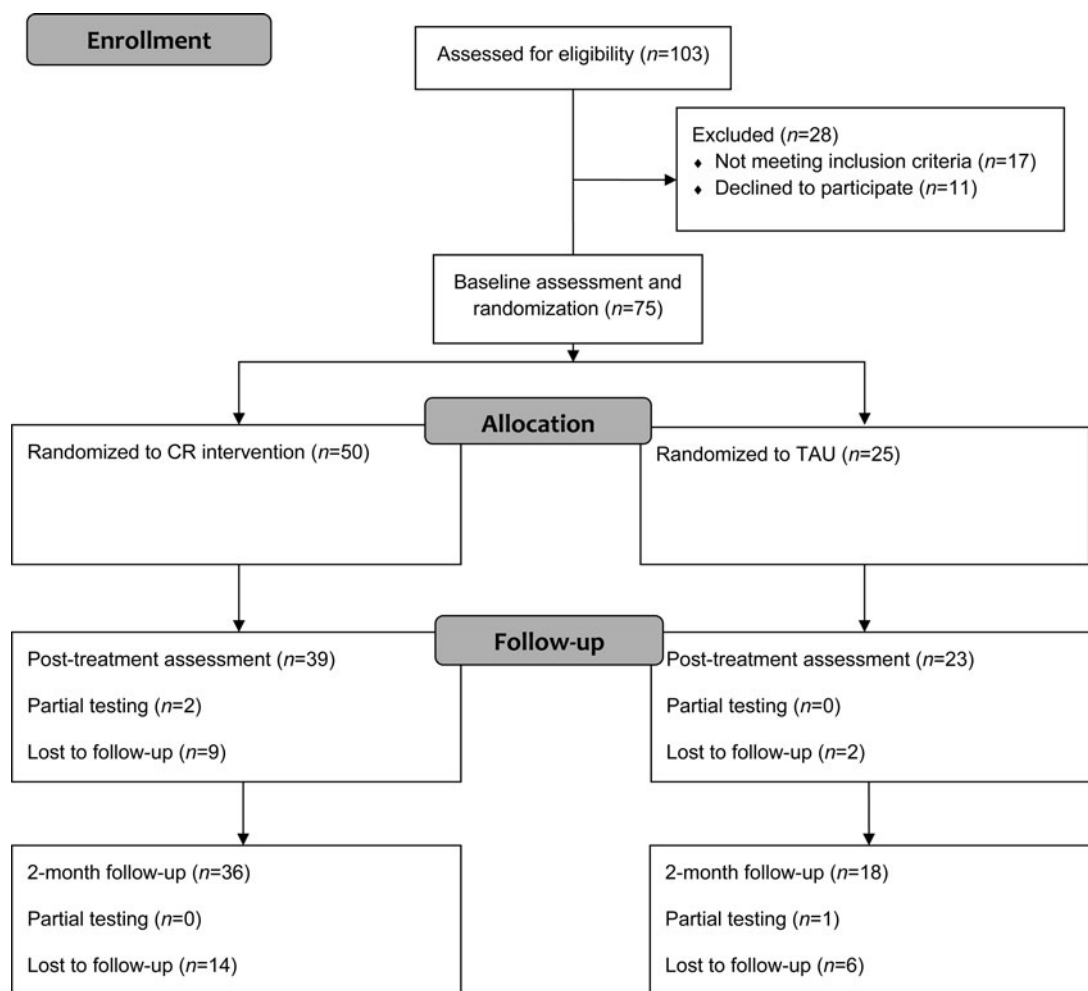 Enrollment
Assessed for eligibility (n=103)
Excluded (n=28)
♦ Not meeting inclusion criteria (n=17)
♦ Declined to participate (n=11)
Baseline assessment and
randomization (n=75)
Allocation
Randomized to CR intervention (n=50)
Randomized to TAU (n=25)
Follow-up
Post-treatment assessment (n=39)
Partial testing (n=2)
Lost to follow-up (n=9)
Post-treatment assessment (n=23)
Partial testing (n=0)
Lost to follow-up (n=2)
2-month follow-up (n=36)
Partial testing (n=0)
Lost to follow-up (n=14)
2-month follow-up (n=18)
Partial testing (n=1)
Lost to follow-up (n=6)